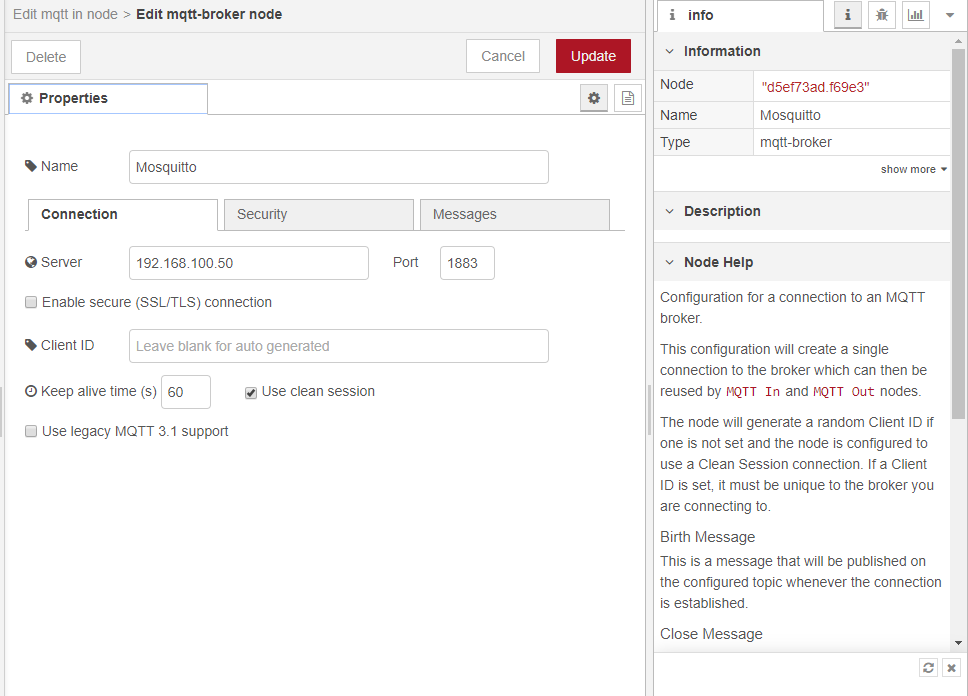 Edit mqtt in node > Edit mqtt-broker node
Delete
Cancel
Update
Properties
Name
Mosquitto
Connection
Security
Messages
Server
192.168.100.50
Port
1883
Enable secure (SSL/TLS) connection
Client ID
Leave blank for auto generated
Keep alive time (s)
60
Use clean session
Use legacy MQTT 3.1 support
i info
i
Information
Node "d5ef73ad.f69e3"
Name Mosquitto
Type mqtt-broker
show more
Description
Node Help
Configuration for a connection to an MQTT
broker.
This configuration will create a single
connection to the broker which can then be
reused by MQTT In and MQTT Out nodes.
The node will generate a random Client ID if
one is not set and the node is configured to
use a Clean Session connection. If a Client
ID is set, it must be unique to the broker you
are connecting to.
Birth Message
This is a message that will be published on
the configured topic whenever the connection
is established.
Close Message